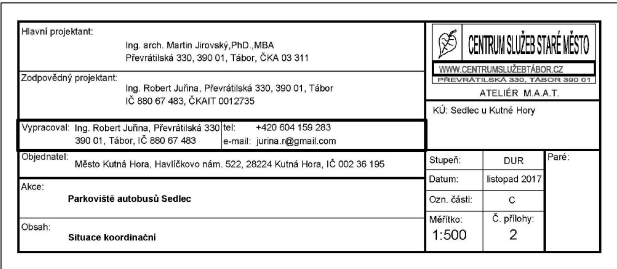 Hlavní projektant:
Ing. arch. Martin Jirovský,PhD.,MBA
Převrátilská 330, 390 01, Tábor, ČKA 03 311
Zodpovědný projektant:
Ing. Robert Juřina, Převrátilská 330, 390 01, Tábor
IČ 880 67 483, ČKAIT 0012735
Vypracoval: Ing. Robert Juřina, Převrátilská 330 tel: +420 604 159 283
390 01, Tábor, IČ 880 67 483 e-mail: jurina.r@gmail.com
Objednatel: Město Kutná Hora, Havlíčkovo nám. 522, 28224 Kutná Hora, IČ 002 36 195
Akce:
Parkoviště autobusů Sedlec
Obsah:
Situace koordinační
CENTRUM SLUŽEB STARÉ MĚSTO
WWW.CENTRUMSLUŽEBTÁBOR.CZ
PŘEVRÁTILSKÁ 330, TÁBOR 390 01
ATELIÉR M.A.A.T.
KÚ: Sedlec u Kutné Hory
Stupeň: DUR Paré:
Datum: listopad 2017
Ozn. části: C
Měřítko: Č. přílohy:
1:500 2